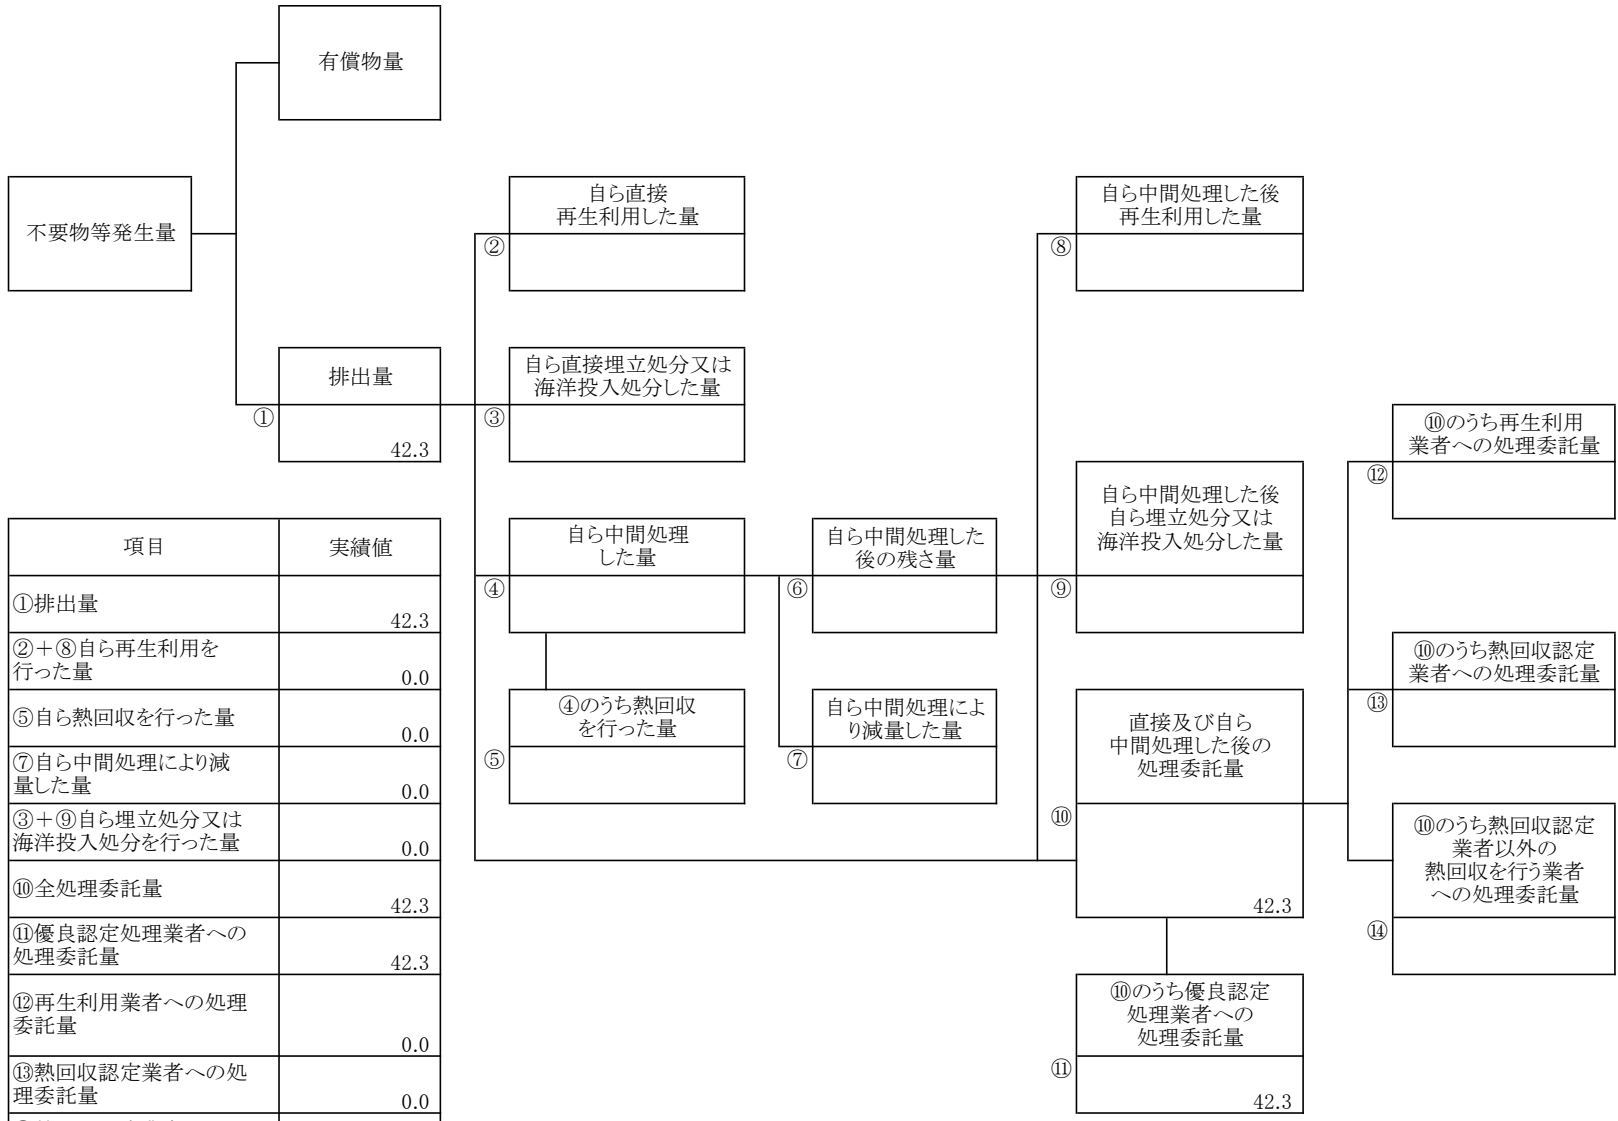 有償物量
不要物等発生量
自ら直接
再生利用した量
②
自ら中間処理した後
再生利用した量
⑧
排出量
①
42.3
自ら直接埋立処分又は
海洋投入処分した量
③
⑩のうち再生利用
業者への処理委託量
⑫
自ら中間処理した後
自ら埋立処分又は
海洋投入処分した量
⑨
自ら中間処理
した量
④
自ら中間処理した
後の残さ量
⑥
⑩のうち熱回収認定
業者への処理委託量
⑬
④のうち熱回収
を行った量
⑤
自ら中間処理によ
り減量した量
⑦
直接及び自ら
中間処理した後の
処理委託量
⑩
42.3
⑩のうち熱回収認定
業者以外の
熱回収を行う業者
への処理委託量
⑭
⑩のうち優良認定
処理業者への
処理委託量
⑪
42.3
項目 実績値
①排出量
42.3
②+⑧自ら再生利用を
行った量
0.0
⑤自ら熱回収を行った量
0.0
⑦自ら中間処理により減
量した量
0.0
③+⑨自ら埋立処分又は
海洋投入処分を行った量
0.0
⑩全処理委託量
42.3
⑪優良認定処理業者への
処理委託量
42.3
⑫再生利用業者への処理
委託量
0.0
⑬熱回収認定業者への処
理委託量
0.0